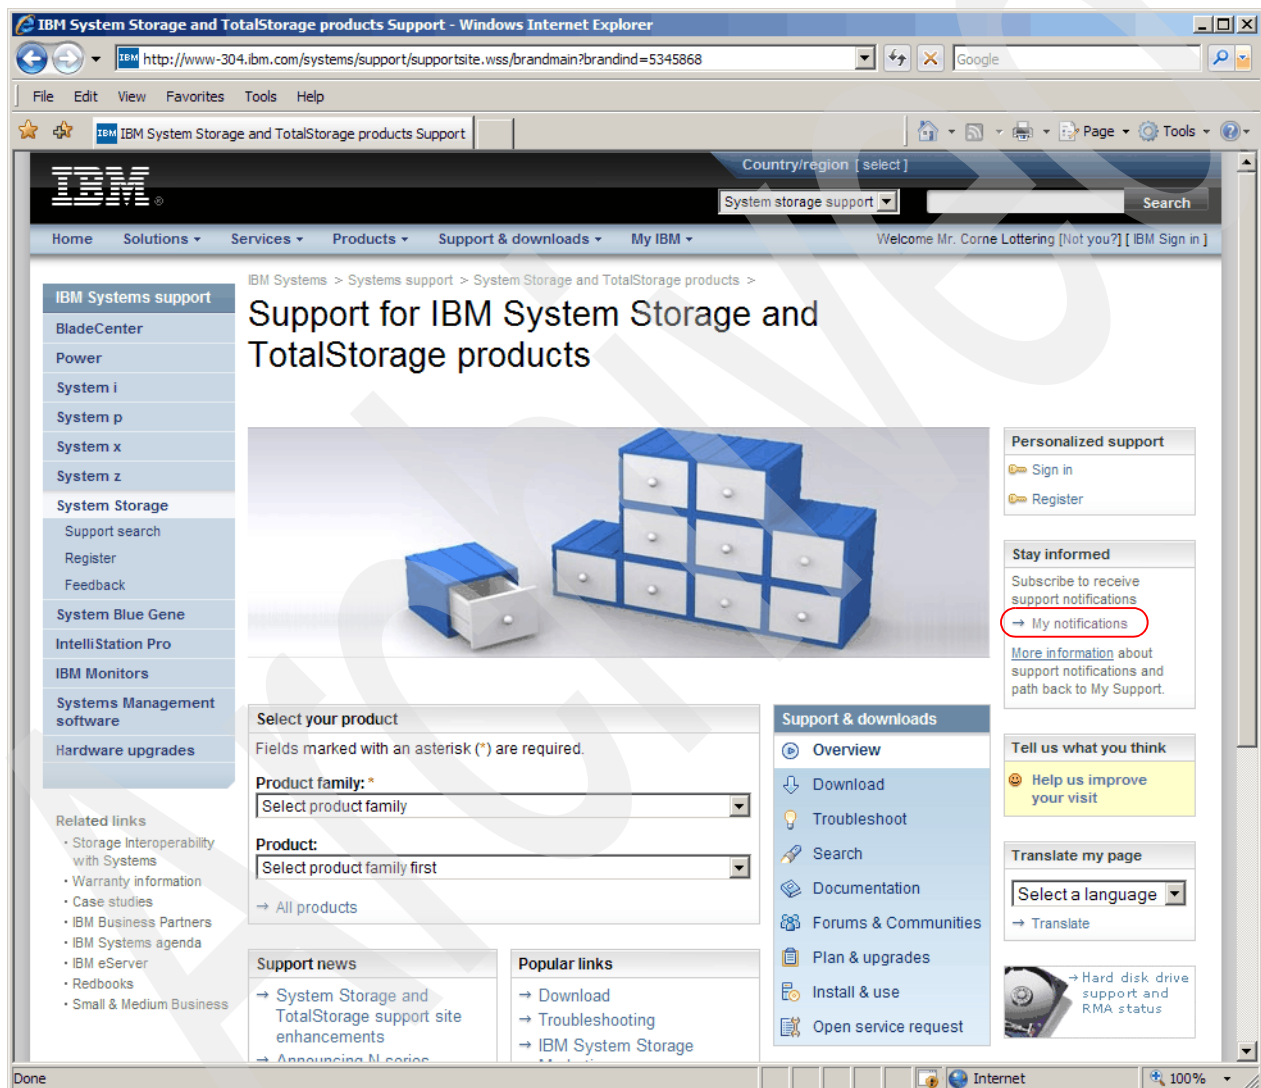 IBM System Storage and TotalStorage products Support - Windows Internet Explorer
http://www-304.ibm.com/systems/support/supportsite.wss/brandmain?brandind=5345868
Google
File Edit View Favorites Tools Help
IBM System Storage and TotalStorage products Support
Page Tools
Country/region [ select ]
IBM ®
System storage support
Search
Home Solutions Services Products Support & downloads My IBM
Welcome Mr. Corne Lottering [Not you?] [ IBM Sign in ]
IBM Systems > Systems support > System Storage and TotalStorage products >
Support for IBM System Storage and
TotalStorage products
IBM Systems support
BladeCenter
Power
System i
System p
System x
System z
System Storage
Support search
Register
Feedback
System Blue Gene
IntelliStation Pro
IBM Monitors
Systems Management
software
Hardware upgrades
Related links
· Storage Interoperability
with Systems
· Warranty information
· Case studies
· IBM Business Partners
· IBM Systems agenda
· IBM eServer
· Redbooks
· Small & Medium Business
Select your product
Fields marked with an asterisk (*) are required.
Product family: *
Select product family
Product:
Select product family first
→ All products
Support news
→ System Storage and
TotalStorage support site
enhancements
→ Announcing N series
Popular links
→ Download
→ Troubleshooting
→ IBM System Storage
Support & downloads
Overview
Download
Troubleshoot
Search
Documentation
Forums & Communities
Plan & upgrades
Install & use
Open service request
Personalized support
Sign in
Register
Stay informed
Subscribe to receive
support notifications
→ My notifications
More information about
support notifications and
path back to My Support.
Tell us what you think
Help us improve
your visit
Translate my page
Select a language
→ Translate
→ Hard disk drive
support and
RMA status
Done
Internet
100%